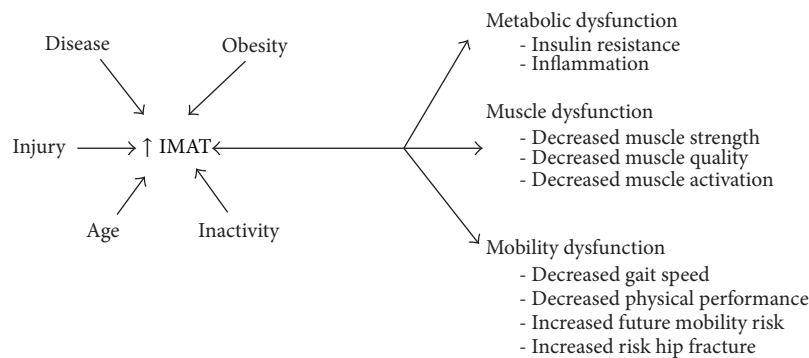 Disease
Obesity
Injury
↑ IMAT
Age
Inactivity
Metabolic dysfunction
- Insulin resistance
- Inflammation
Muscle dysfunction
- Decreased muscle strength
- Decreased muscle quality
- Decreased muscle activation
Mobility dysfunction
- Decreased gait speed
- Decreased physical performance
- Increased future mobility risk
- Increased risk hip fracture